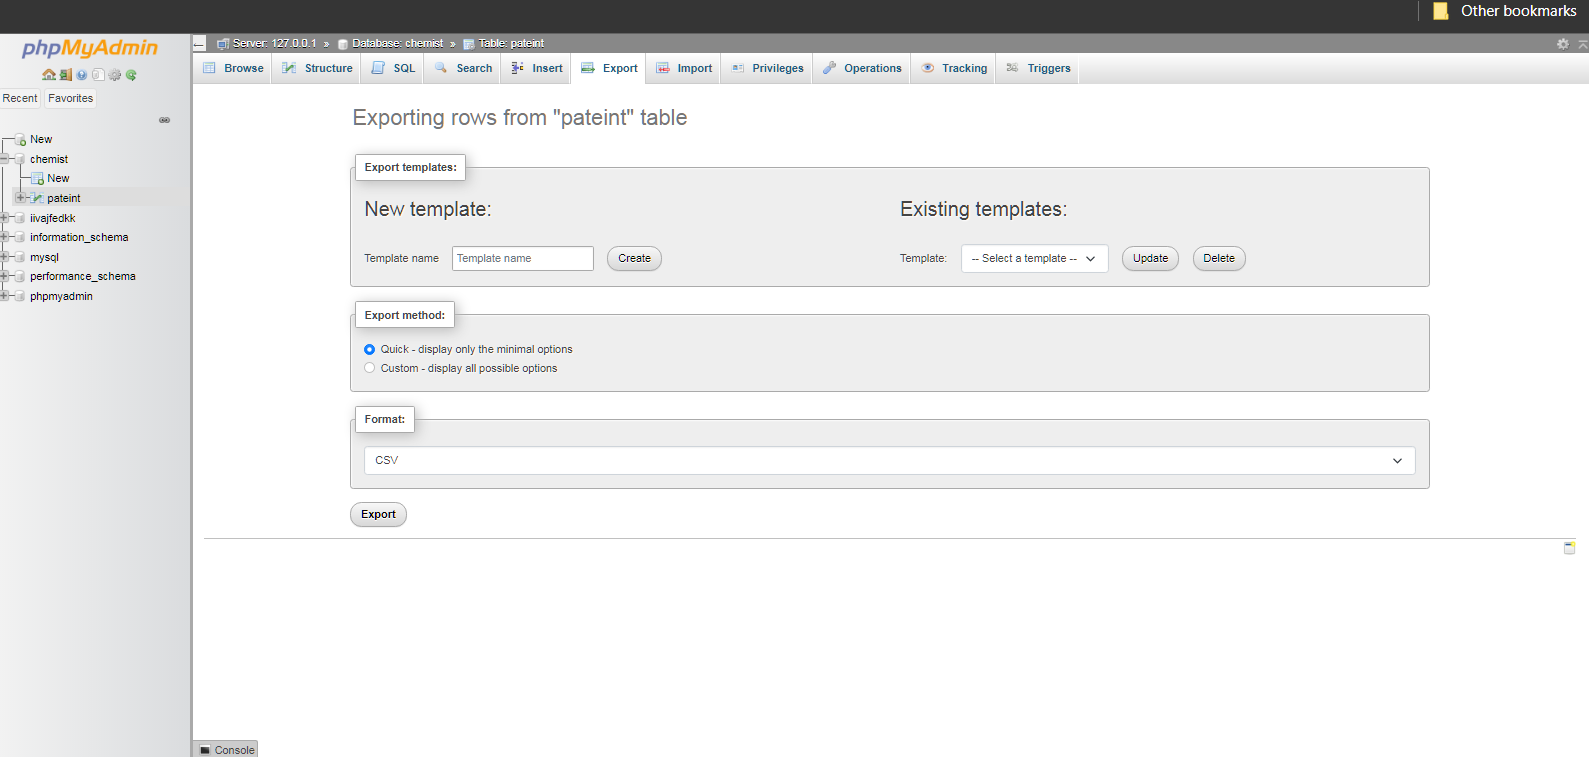 Other bookmarks
phpMyAdmin
Recent Favorites
New
chemist
New
pateint
iivajfedkk
information_schema
mysql
performance_schema
phpmyadmin
Server: 127.0.0.1 » Database: chemist » Table: pateint
Browse Structure SQL Search Insert Export Import Privileges Operations Tracking Triggers
Exporting rows from "pateint" table
Export templates:
New template:
Template name Template name Create
Existing templates:
Template: -- Select a template -- Update Delete
Export method:
Quick - display only the minimal options
Custom - display all possible options
Format:
CSV
Export
Console